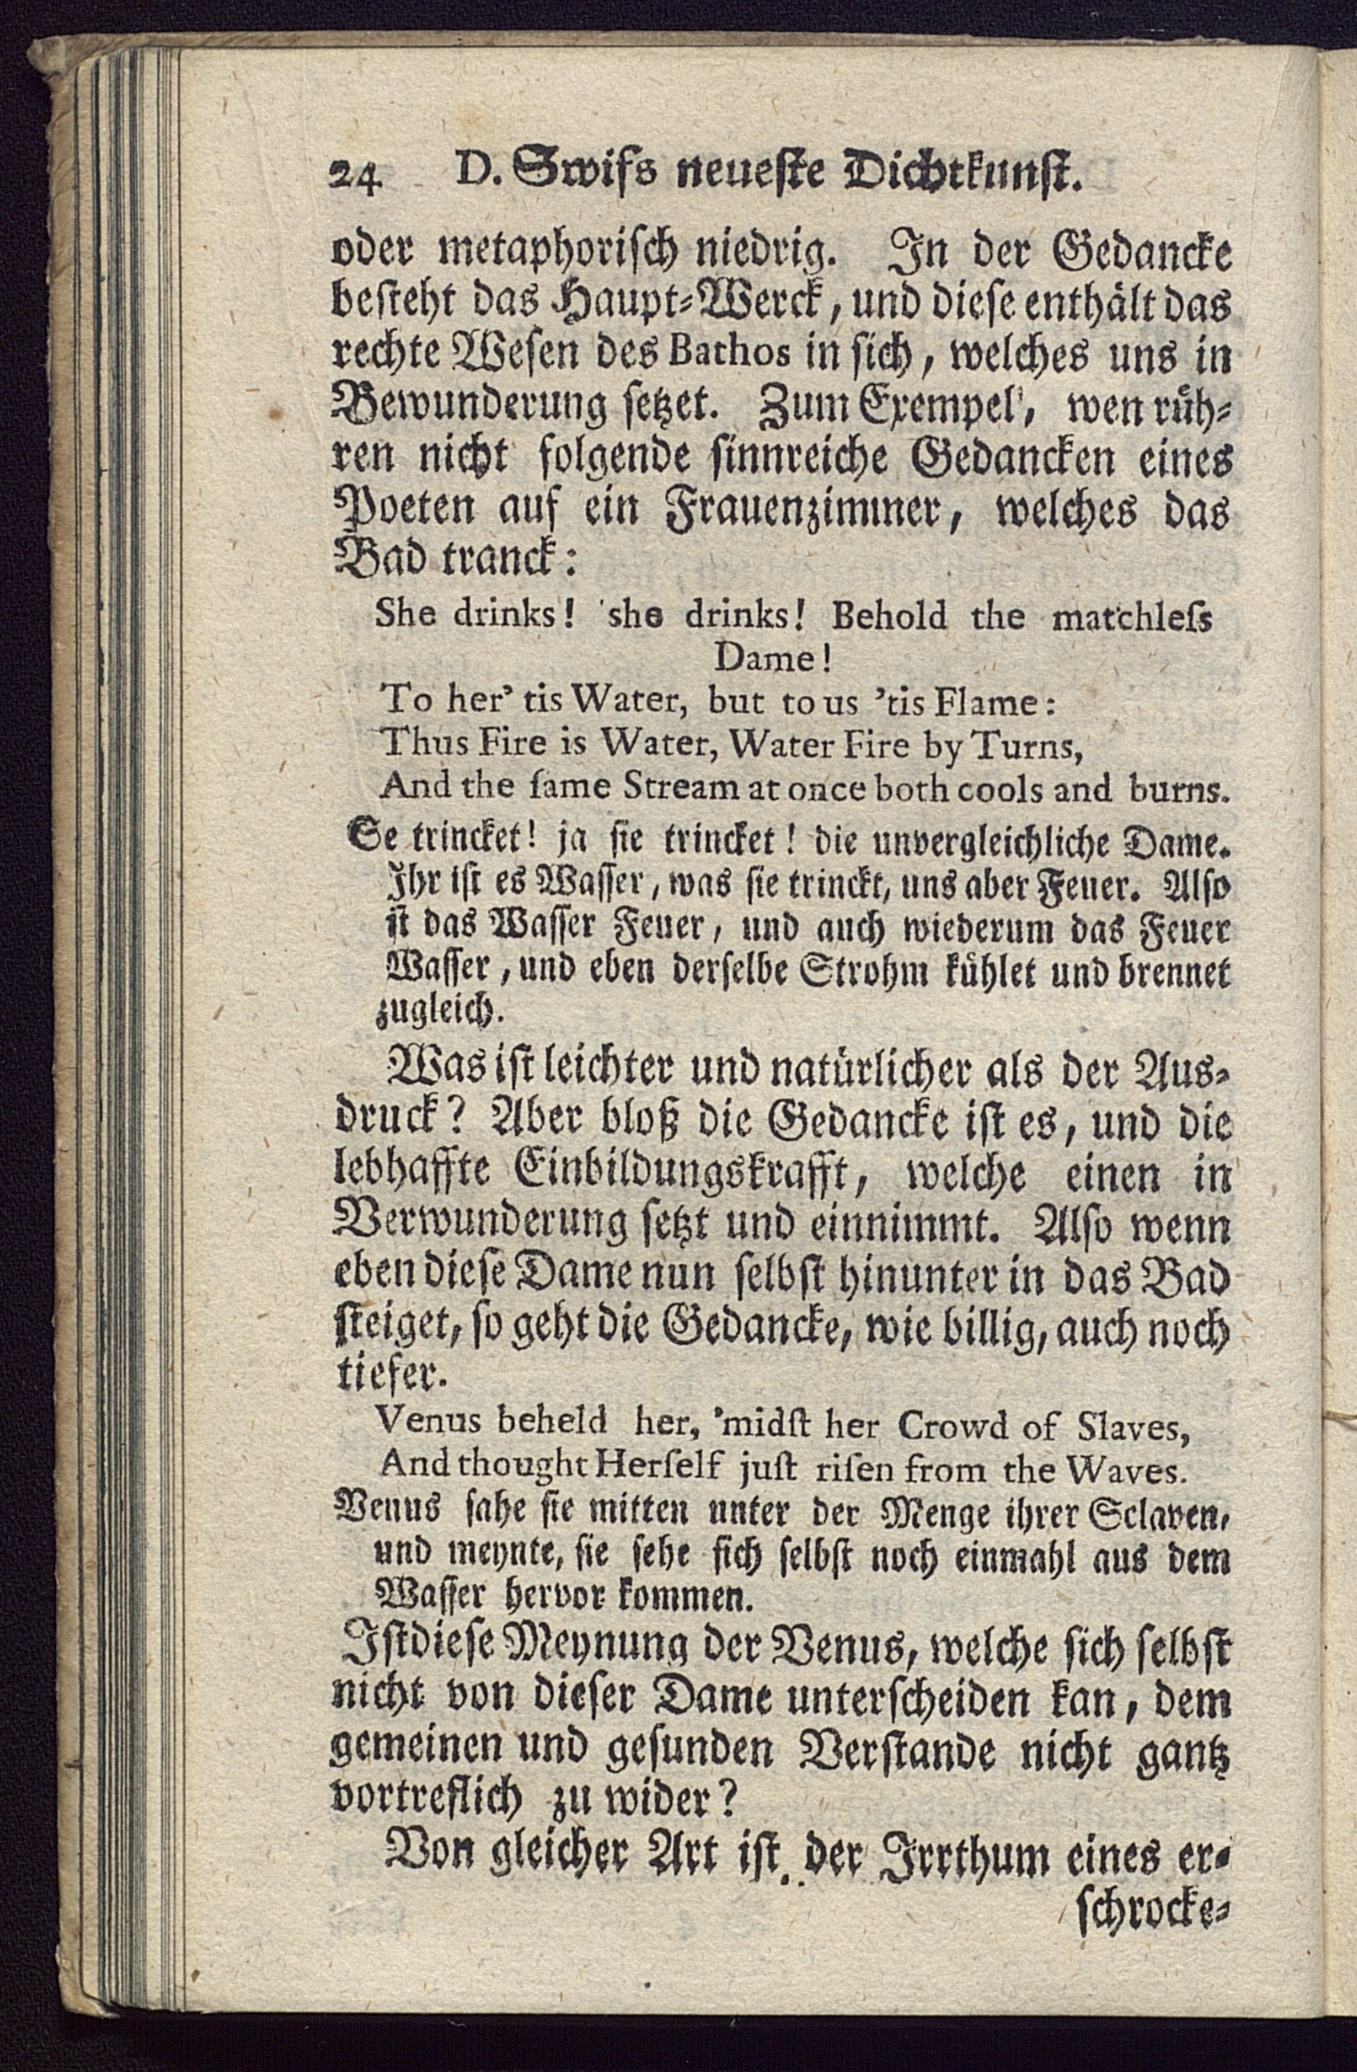 24 D. Swifs neueste Dichtkunst.
oder metaphorisch niedrig. In der Gedancke
besteht das Haupt-Werck, und diese enthält das
rechte Wesen des Bathos in sich, welches uns in
Bewunderung setzet. Zum Exempel, wen rüh-
ren nicht folgende sinnreiche Gedancken eines
Poeten auf ein Frauenzimmer, welches das
Bad tranck:
She drinks! she drinks! Behold the matchleſs
Dame!
To her' tis Water, but to us 'tis Flame:
Thus Fire is Water, Water Fire by Turns,
And the ſame Stream at once both cools and burns.
Se trincket! ja sie trincket! die unvergleichliche Dame.
Ihr ist es Wasser, was sie trinckt, uns aber Feuer. Also
ist das Wasser Feuer, und auch wiederum das Feuer
Wasser, und eben derselbe Strohm kühlet und brennet
zugleich.
Was ist leichter und natürlicher als der Aus-
druck? Aber bloß die Gedancke ist es, und die
lebhaffte Einbildungskrafft, welche einen in
Verwunderung setzt und einnimmt. Also wenn
eben diese Dame nun selbst hinunter in das Bad
steiget, so geht die Gedancke, wie billig, auch noch
tiefer.
Venus beheld her, 'midſt her Crowd of Slaves,
And thought Herſelf juſt riſen from the Waves.
Venus sahe sie mitten unter der Menge ihrer Sclaven,
und meynte, sie sehe sich selbst noch einmahl aus dem
Wasser hervor kommen.
Ist diese Meynung der Venus, welche sich selbst
nicht von dieser Dame unterscheiden kan, dem
gemeinen und gesunden Verstande nicht gantz
vortreflich zu wider?
Von gleicher Art ist der Irrthum eines er-
schrocke-